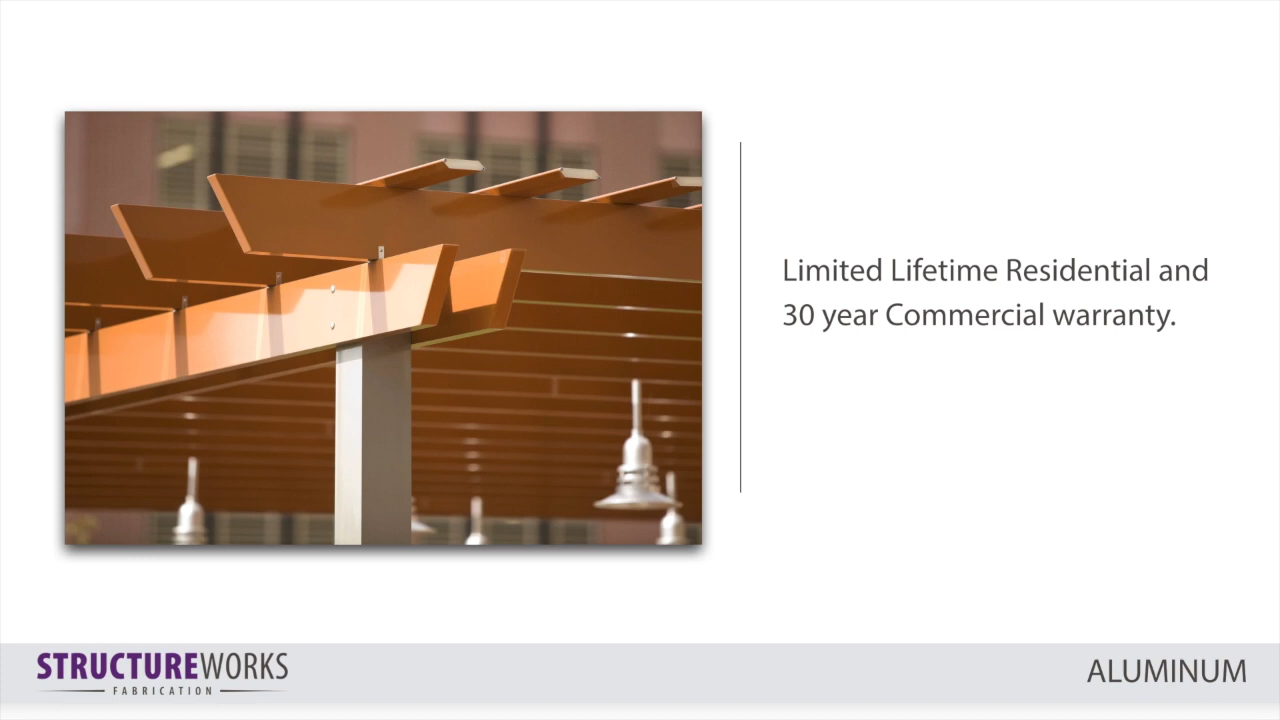 Limited Lifetime Residential and
30 year Commercial warranty.
STRUCTUREWORKS
FABRICATION
ALUMINUM